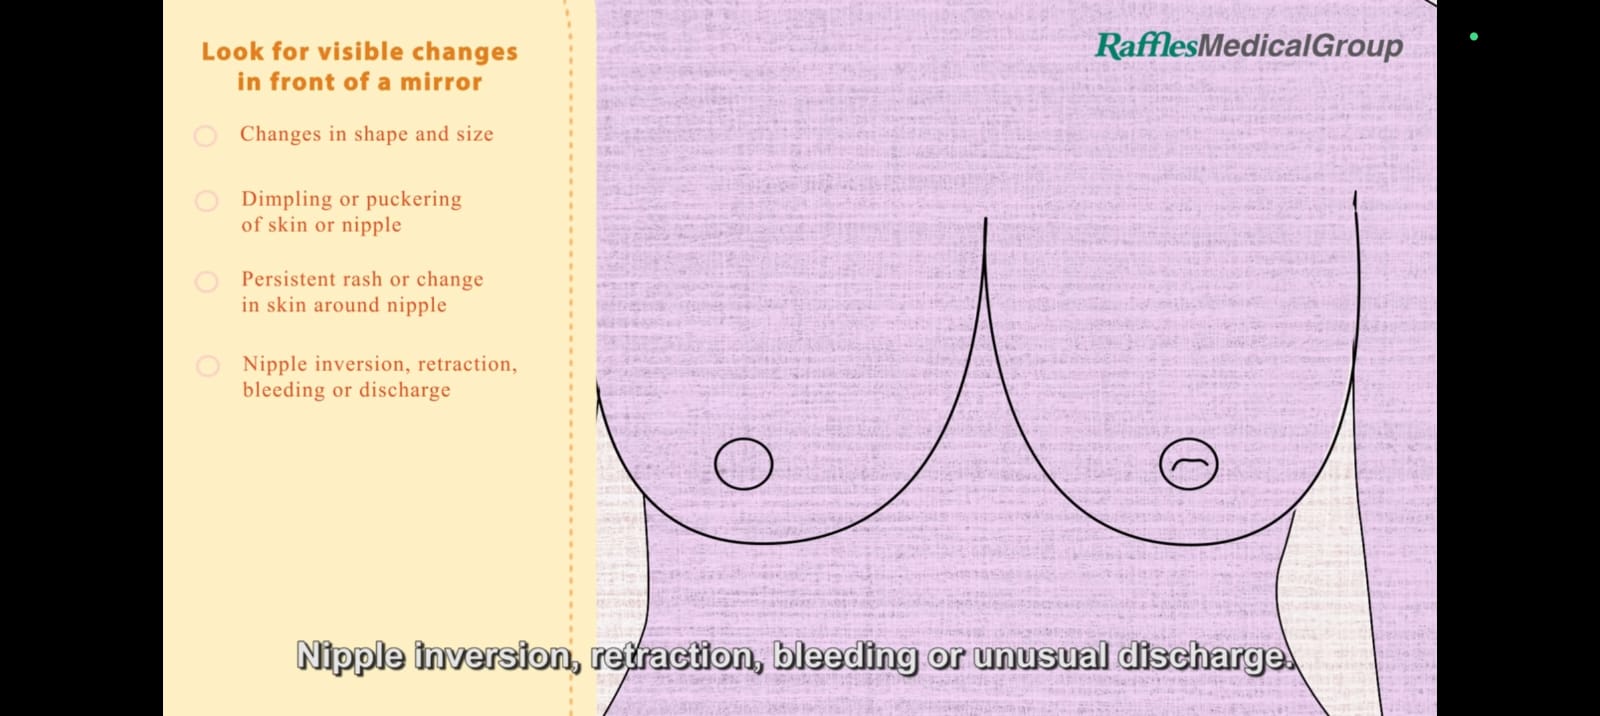 Look for visible changes
in front of a mirror
Changes in shape and size
Dimpling or puckering
of skin or nipple
Persistent rash or change
in skin around nipple
Nipple inversion, retraction,
bleeding or discharge
RafflesMedicalGroup
Nipple inversion, retraction, bleeding or unusual discharge.